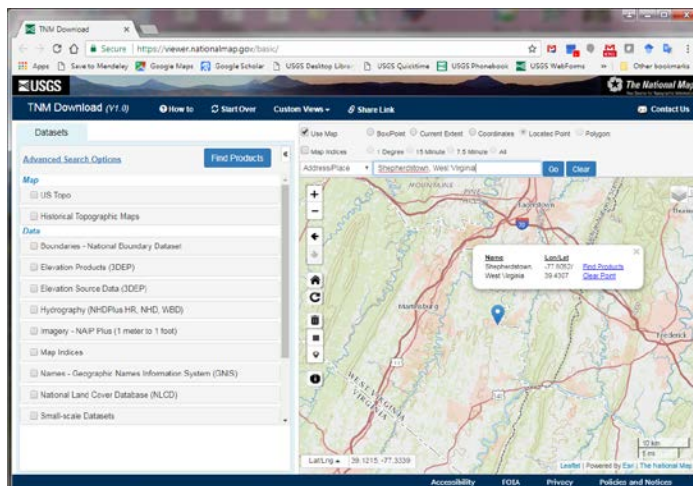 TNM Download
Secure | https://viewer.nationalmap.gov/basic/
Apps Save to Mendeley Google Maps Google Scholar USGS Desktop Librar USGS Quicktime USGS Phonebook USGS WebForms » Other bookmarks
USGS The National Map
TNM Download (V1.0) How to Start Over Custom Views Share Link Contact Us
Datasets
Use Map Box/Point Current Extent Coordinates Located Point Polygon
Map Indices 1 Degree 15 Minute 7.5 Minute All
Advanced Search Options Find Products
Address/Place Shepherdstown, West Virginia Go Clear
Map
US Topo
Historical Topographic Maps
Data
Boundaries - National Boundary Dataset
Elevation Products (3DEP)
Elevation Source Data (3DEP)
Hydrography (NHDPlus HR, NHD, WBD)
Imagery - NAIP Plus (1 meter to 1 foot)
Map Indices
Names - Geographic Names Information System (GNIS)
National Land Cover Database (NLCD)
Small-scale Datasets
MOUNTAINS
Name Lon/Lat
Shepherdstown, Find Products
West Virginia 39.4307 Clear Point
Martinsburg
Frederick
WEST VIRGINIA
VIRGINIA
10 km
5 mi
Lat/Lng 39.1215, -77.3339
Leaflet | Powered by Esri | The National Map
Accessibility FOIA Privacy Policies and Notices